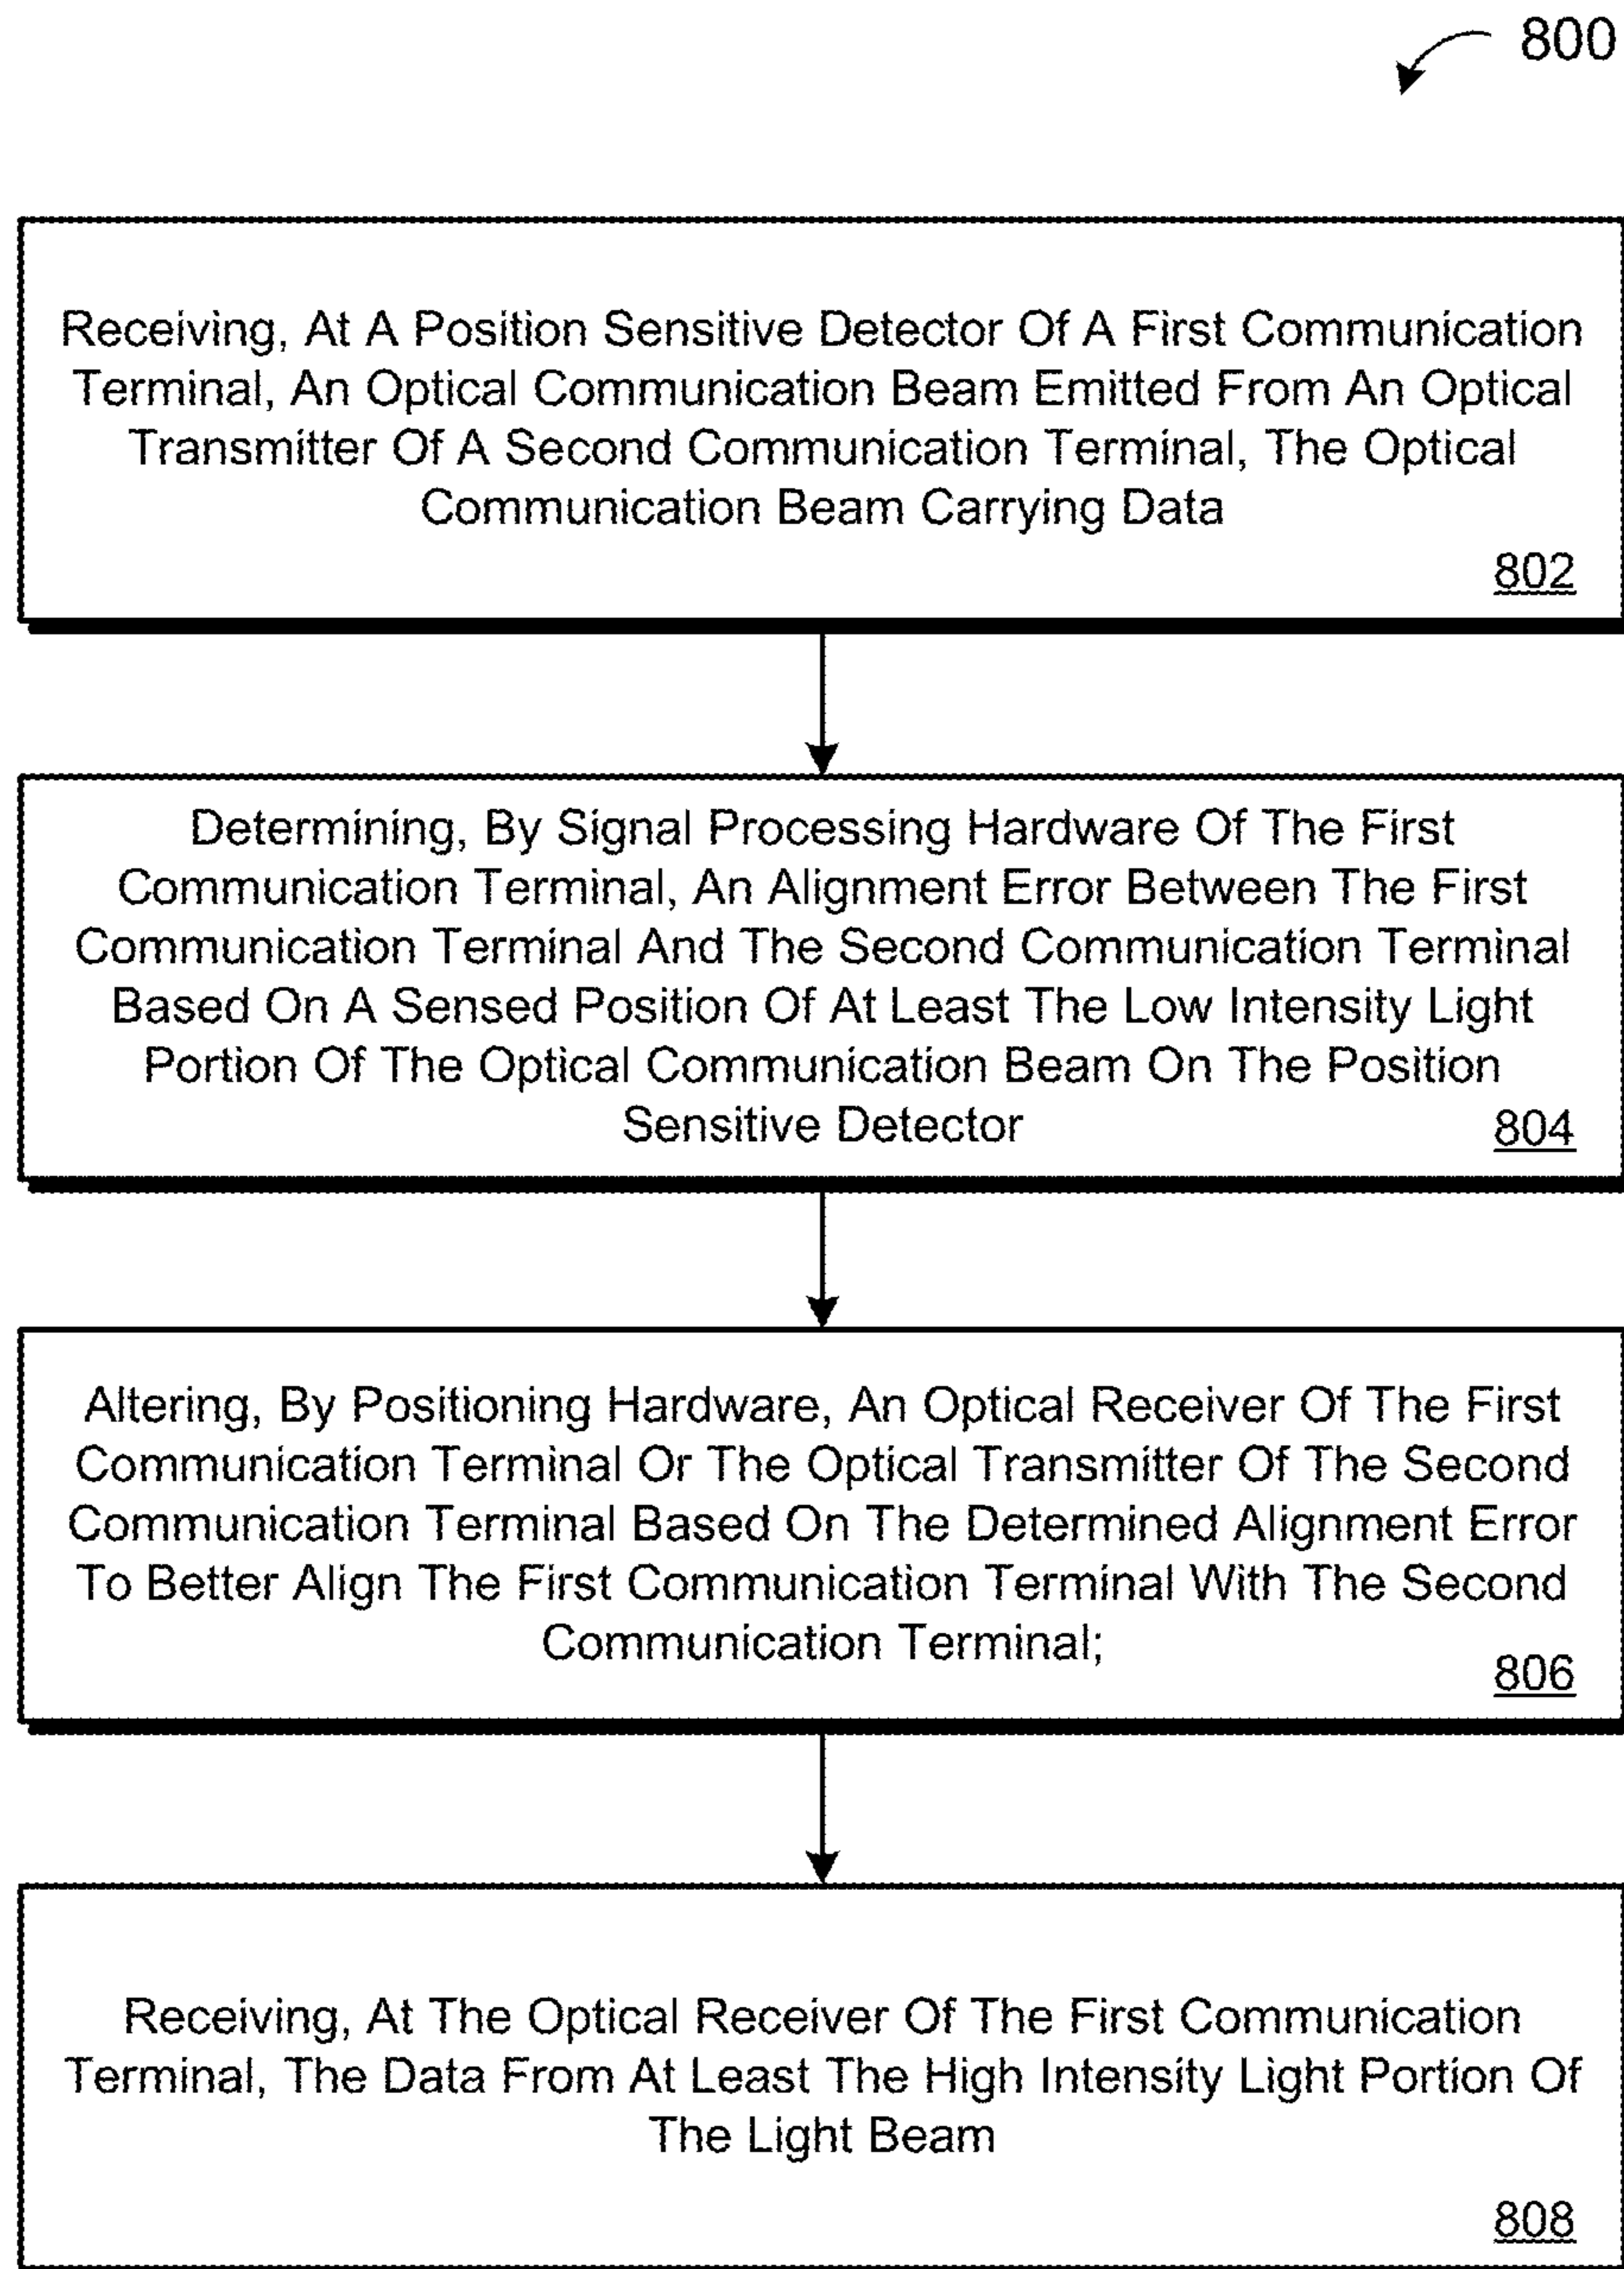 800
Receiving, At A Position Sensitive Detector Of A First Communication
Terminal, An Optical Communication Beam Emitted From An Optical
Transmitter Of A Second Communication Terminal, The Optical
Communication Beam Carrying Data
802
Determining, By Signal Processing Hardware Of The First
Communication Terminal, An Alignment Error Between The First
Communication Terminal And The Second Communication Terminal
Based On A Sensed Position Of At Least The Low Intensity Light
Portion Of The Optical Communication Beam On The Position
Sensitive Detector
804
Altering, By Positioning Hardware, An Optical Receiver Of The First
Communication Terminal Or The Optical Transmitter Of The Second
Communication Terminal Based On The Determined Alignment Error
To Better Align The First Communication Terminal With The Second
Communication Terminal;
806
Receiving, At The Optical Receiver Of The First Communication
Terminal, The Data From At Least The High Intensity Light Portion Of
The Light Beam
808